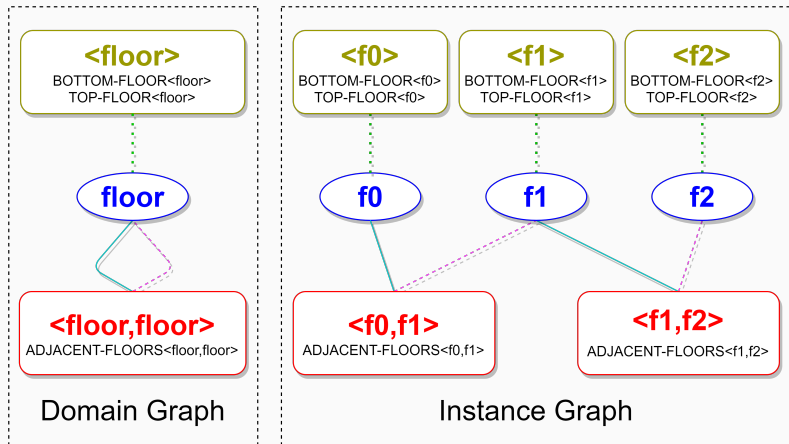 <floor>
BOTTOM-FLOOR<floor>
TOP-FLOOR<floor>
floor
<floor,floor>
ADJACENT-FLOORS<floor,floor>
Domain Graph
<f0>
BOTTOM-FLOOR<f0>
TOP-FLOOR<f0>
<f1>
BOTTOM-FLOOR<f1>
TOP-FLOOR<f1>
<f2>
BOTTOM-FLOOR<f2>
TOP-FLOOR<f2>
f0
f1
f2
<f0,f1>
ADJACENT-FLOORS<f0,f1>
<f1,f2>
ADJACENT-FLOORS<f1,f2>
Instance Graph